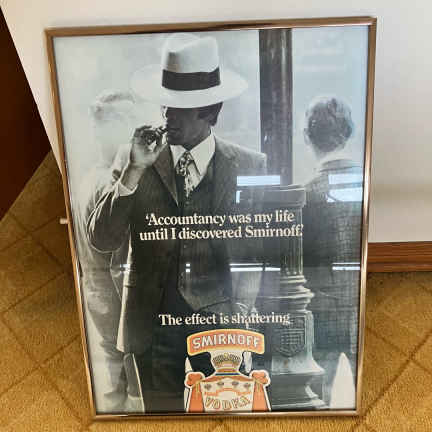 ‘Accountancy was my life
until I discovered Smirnoff.’
The effect is shattering
SMIRNOFF
VODKA